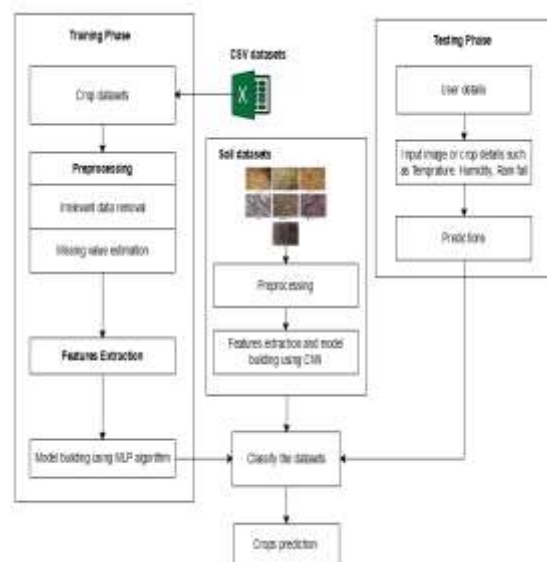 Training Phase
Crop datasets
Preprocessing
Irrelevant data removal
Missing value estimation
Features Extraction
Model building using MLP algorithm
CSV datasets
X
Soil datasets
Preprocessing
Features extraction and model
building using CNN
Classify the datasets
Crops prediction
Testing Phase
User details
Input image or crop details such
as Temprature, Humidity, Rain fall
Predictions